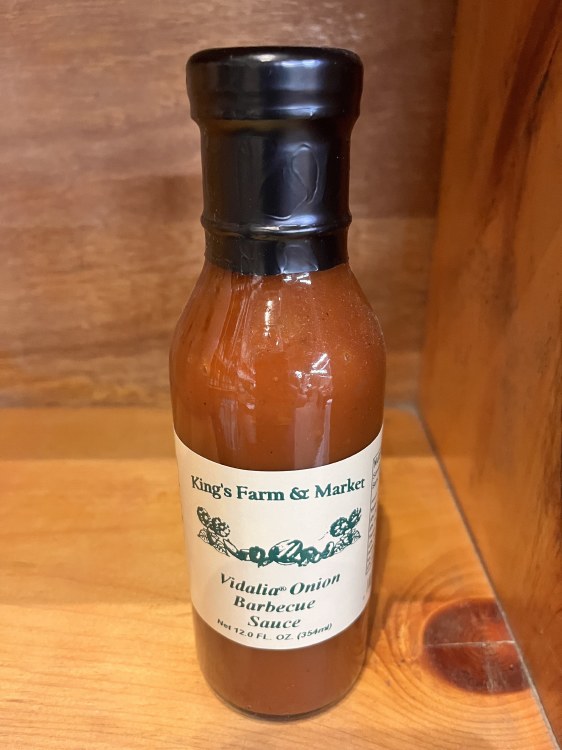 King's Farm & Market
Vidalia® Onion
Barbecue
Sauce
Net 12.0 FL. OZ. (354ml)